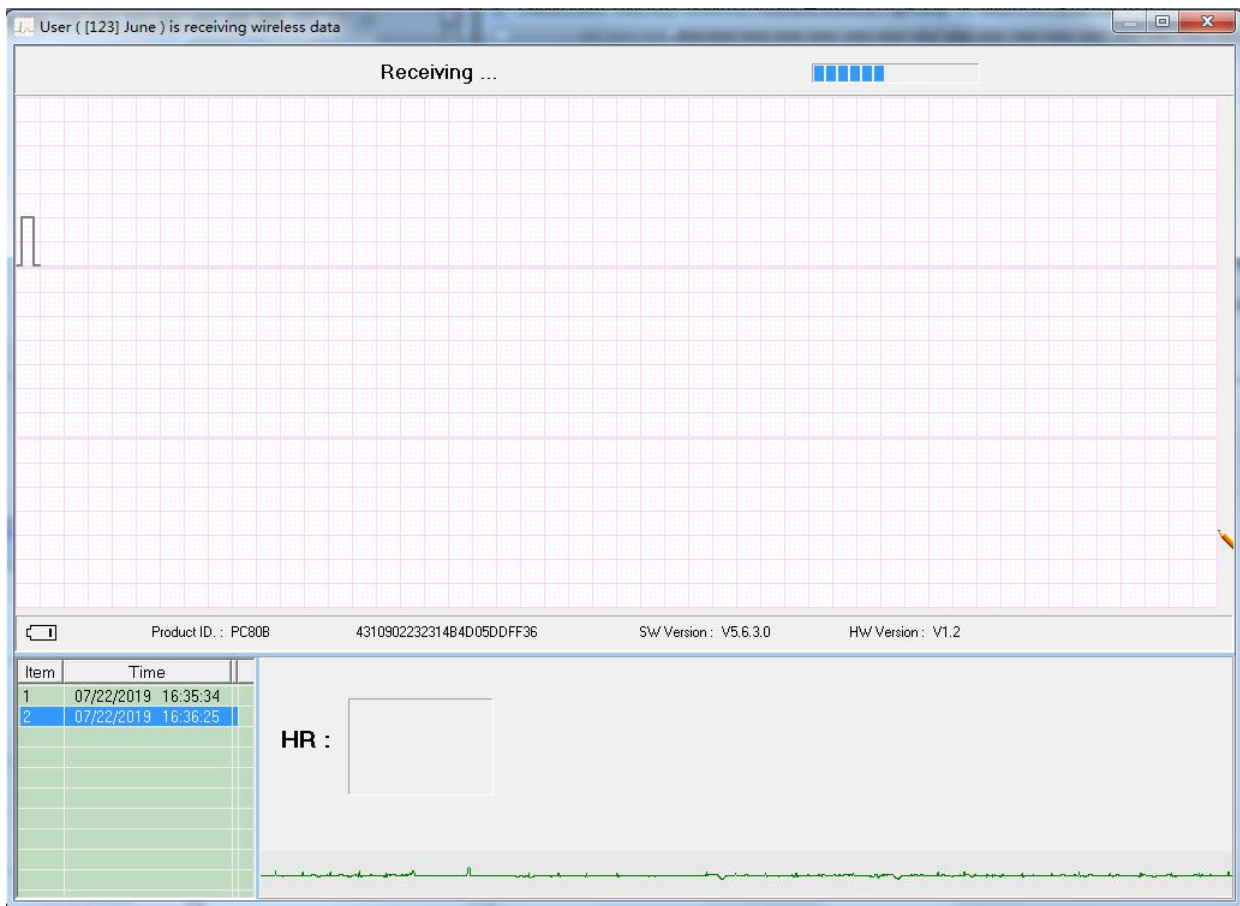 User ( [123] June ) is receiving wireless data
Receiving ...
Product ID. : PC80B 4310902232314B4D05DDFF36 SW Version : V5.6.3.0 HW Version : V1.2
Item Time
1 07/22/2019 16:35:34
2 07/22/2019 16:36:25
HR :